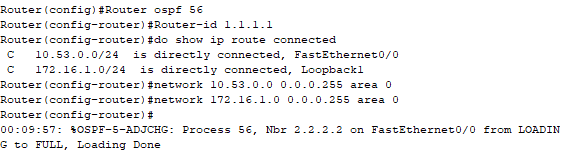 Router(config)#Router ospf 56
Router(config-router)#Router-id 1.1.1.1
Router(config-router)#do show ip route connected
 C   10.53.0.0/24  is directly connected, FastEthernet0/0
 C   172.16.1.0/24  is directly connected, Loopback1
Router(config-router)#network 10.53.0.0 0.0.0.255 area 0
Router(config-router)#network 172.16.1.0 0.0.0.255 area 0
Router(config-router)#
00:09:57: %OSPF-5-ADJCHG: Process 56, Nbr 2.2.2.2 on FastEthernet0/0 from LOADIN
G to FULL, Loading Done